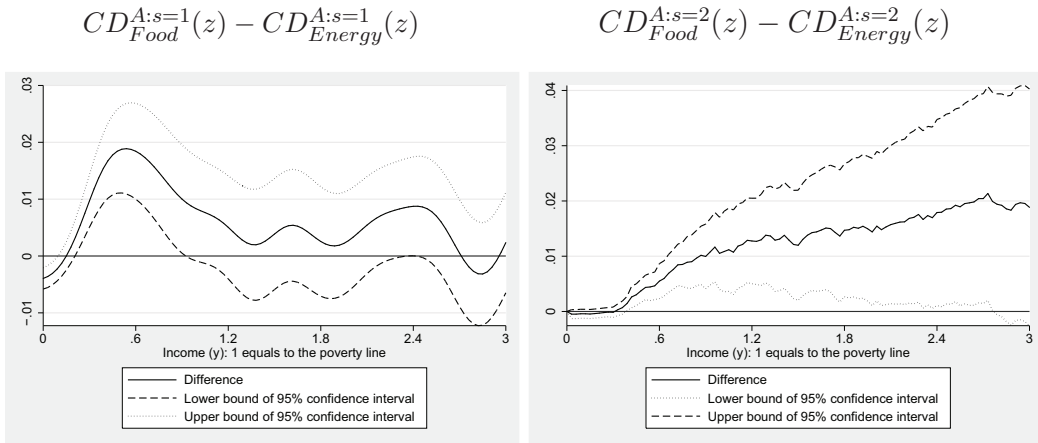 CD^{A:s=1}_{Food}(z) − CD^{A:s=1}_{Energy}(z)
.03
.02
.01
0
-.01
0 .6 1.2 1.8 2.4 3
Income (y): 1 equals to the poverty line
Difference
Lower bound of 95% confidence interval
Upper bound of 95% confidence interval
CD^{A:s=2}_{Food}(z) − CD^{A:s=2}_{Energy}(z)
.04
.03
.02
.01
0
0 .6 1.2 1.8 2.4 3
Income (y): 1 equals to the poverty line
Difference
Lower bound of 95% confidence interval
Upper bound of 95% confidence interval